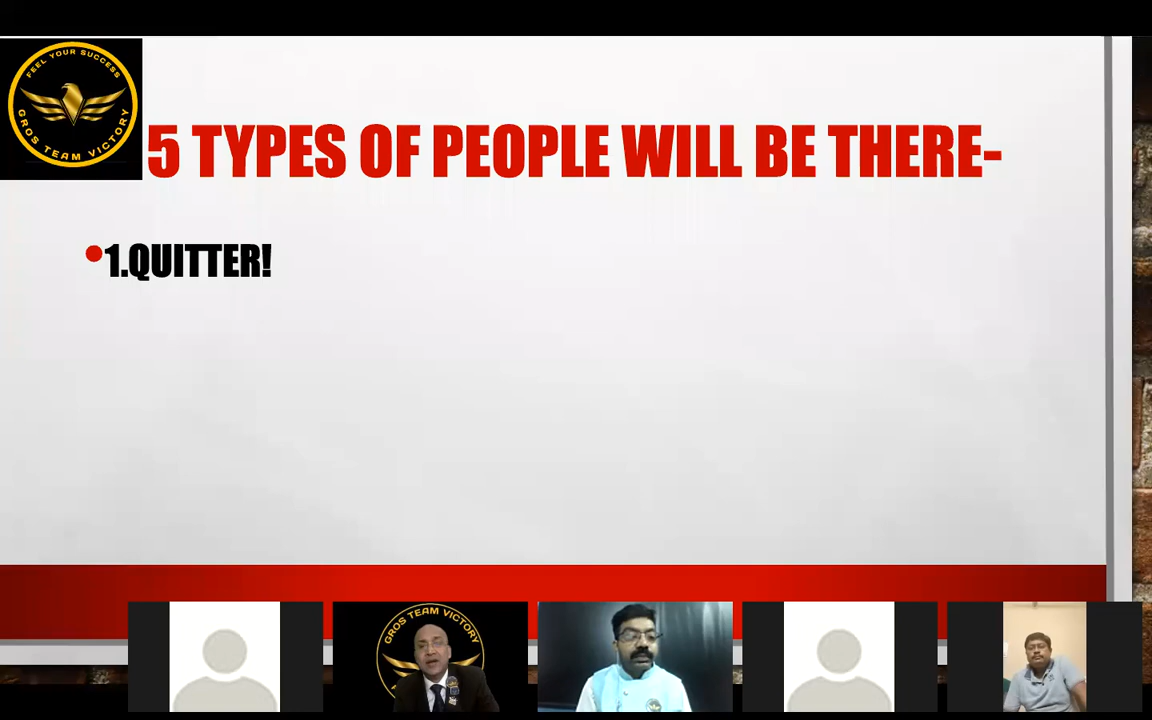 FEEL YOUR SUCCESS
GROS TEAM VICTORY
5 TYPES OF PEOPLE WILL BE THERE-
1.QUITTER!
GROS TEAM VICTORY